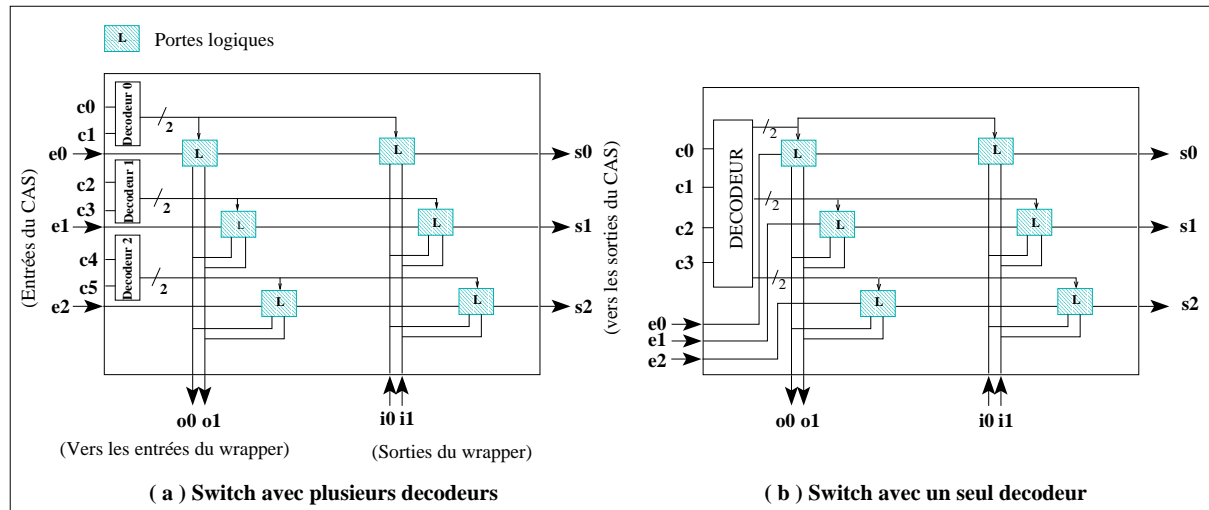 L Portes logiques
(Entrées du CAS)
c0
c1
e0
c2
c3
e1
c4
c5
e2
Decodeur 0
Decodeur 1
Decodeur 2
2
2
2
L
L
L
L
L
L
s0
s1
s2
(vers les sorties du CAS)
o0 o1
i0 i1
(Vers les entrées du wrapper)
(Sorties du wrapper)
( a ) Switch avec plusieurs decodeurs
c0
c1
c2
c3
DECODEUR
e0
e1
e2
2
2
2
L
L
L
L
L
L
s0
s1
s2
o0 o1
i0 i1
( b ) Switch avec un seul decodeur